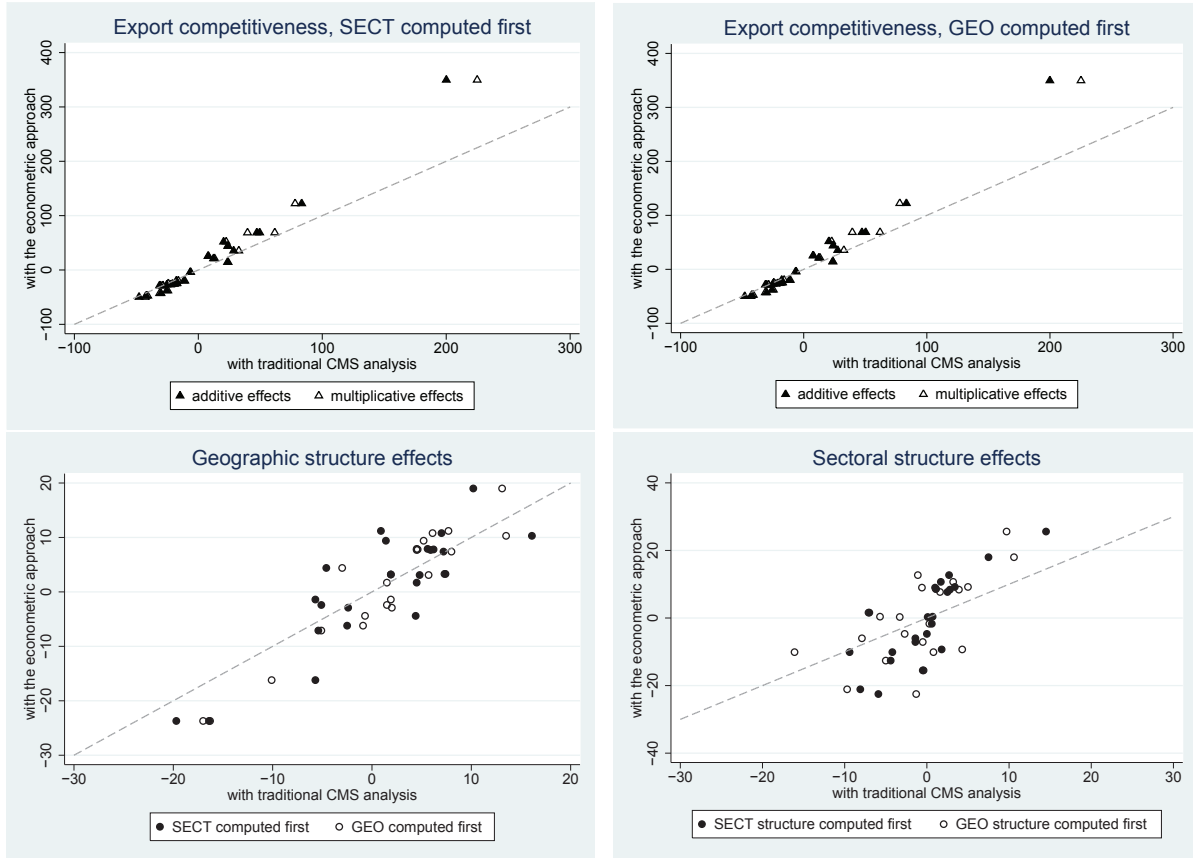 Export competitiveness, SECT computed first
with the econometric approach
400
300
200
100
0
−100
−100 0 100 200 300
with traditional CMS analysis
additive effects multiplicative effects
Export competitiveness, GEO computed first
with the econometric approach
400
300
200
100
0
−100
−100 0 100 200 300
with traditional CMS analysis
additive effects multiplicative effects
Geographic structure effects
with the econometric approach
20
10
0
−10
−20
−30
−30 −20 −10 0 10 20
with traditional CMS analysis
SECT computed first GEO computed first
Sectoral structure effects
with the econometric approach
40
20
0
−20
−40
−30 −20 −10 0 10 20 30
with traditional CMS analysis
SECT structure computed first GEO structure computed first